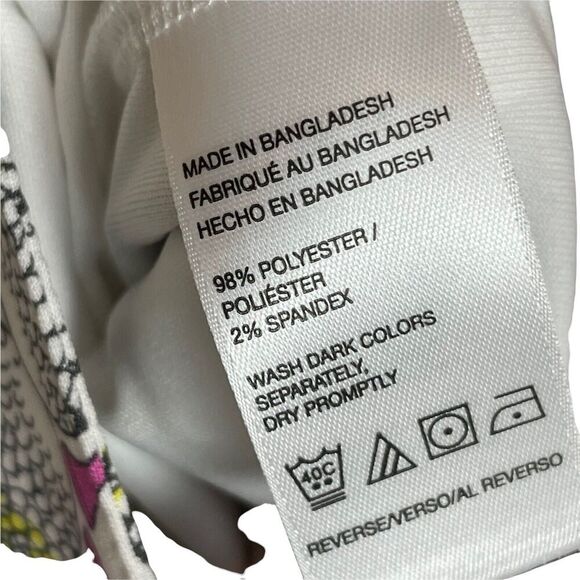 MADE IN BANGLADESH
FABRIQUÉ AU BANGLADESH
HECHO EN BANGLADESH
98% POLYESTER /
POLIÉSTER
2% SPANDEX
WASH DARK COLORS
SEPARATELY,
DRY PROMPTLY
40C
REVERSE/VERSO/AL REVERSO